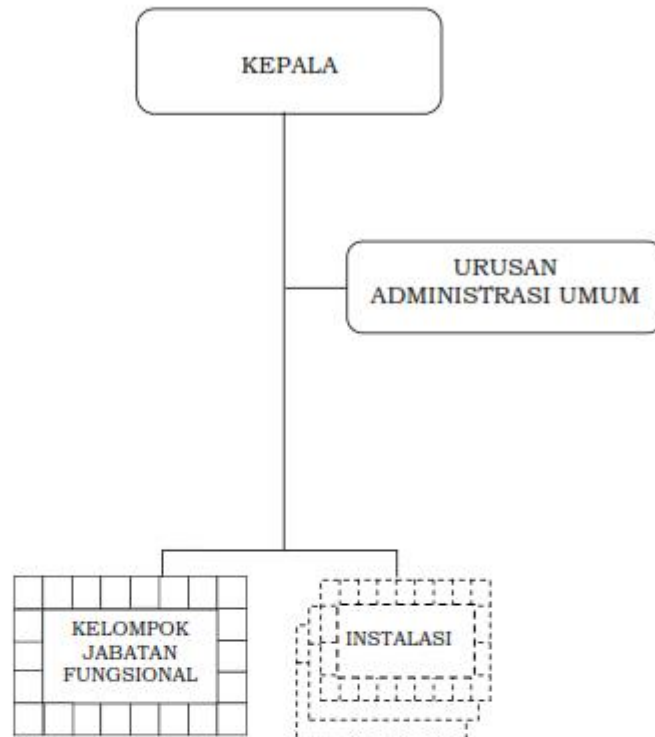 KEPALA
URUSAN
ADMINISTRASI UMUM
KELOMPOK
JABATAN
FUNGSIONAL
INSTALASI